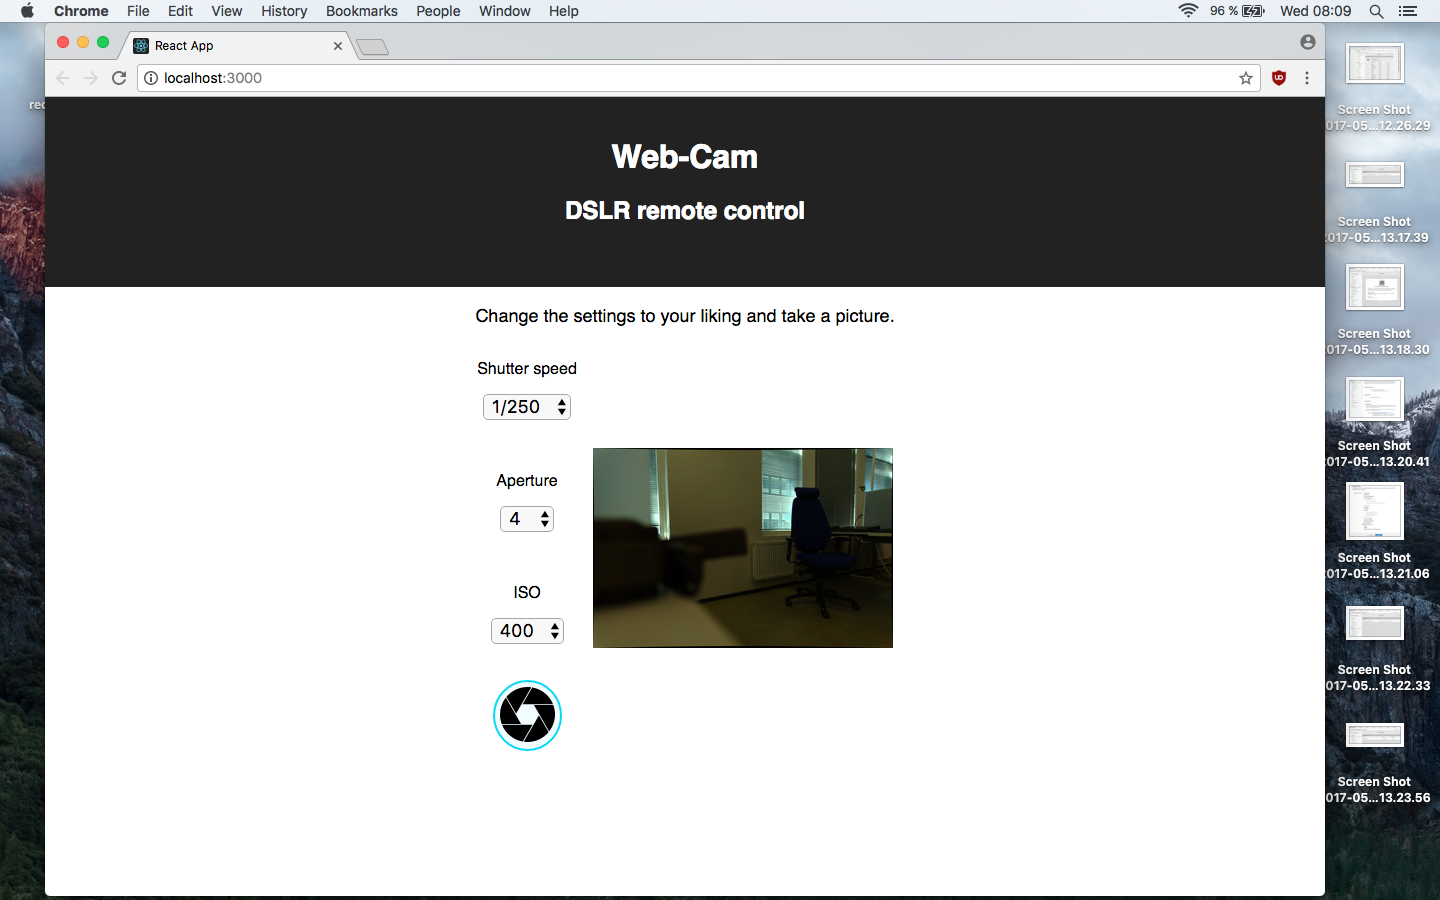 Chrome File Edit View History Bookmarks People Window Help 96 % Wed 08:09
React App
localhost:3000
Web-Cam
DSLR remote control
Change the settings to your liking and take a picture.
Shutter speed
1/250
Aperture
4
ISO
400
Screen Shot
017-05...12.26.29
Screen Shot
2017-05...13.17.39
Screen Shot
017-05...13.18.30
Screen Shot
017-05...13.20.41
Screen Shot
017-05...13.21.06
Screen Shot
017-05...13.22.33
Screen Shot
017-05...13.23.56